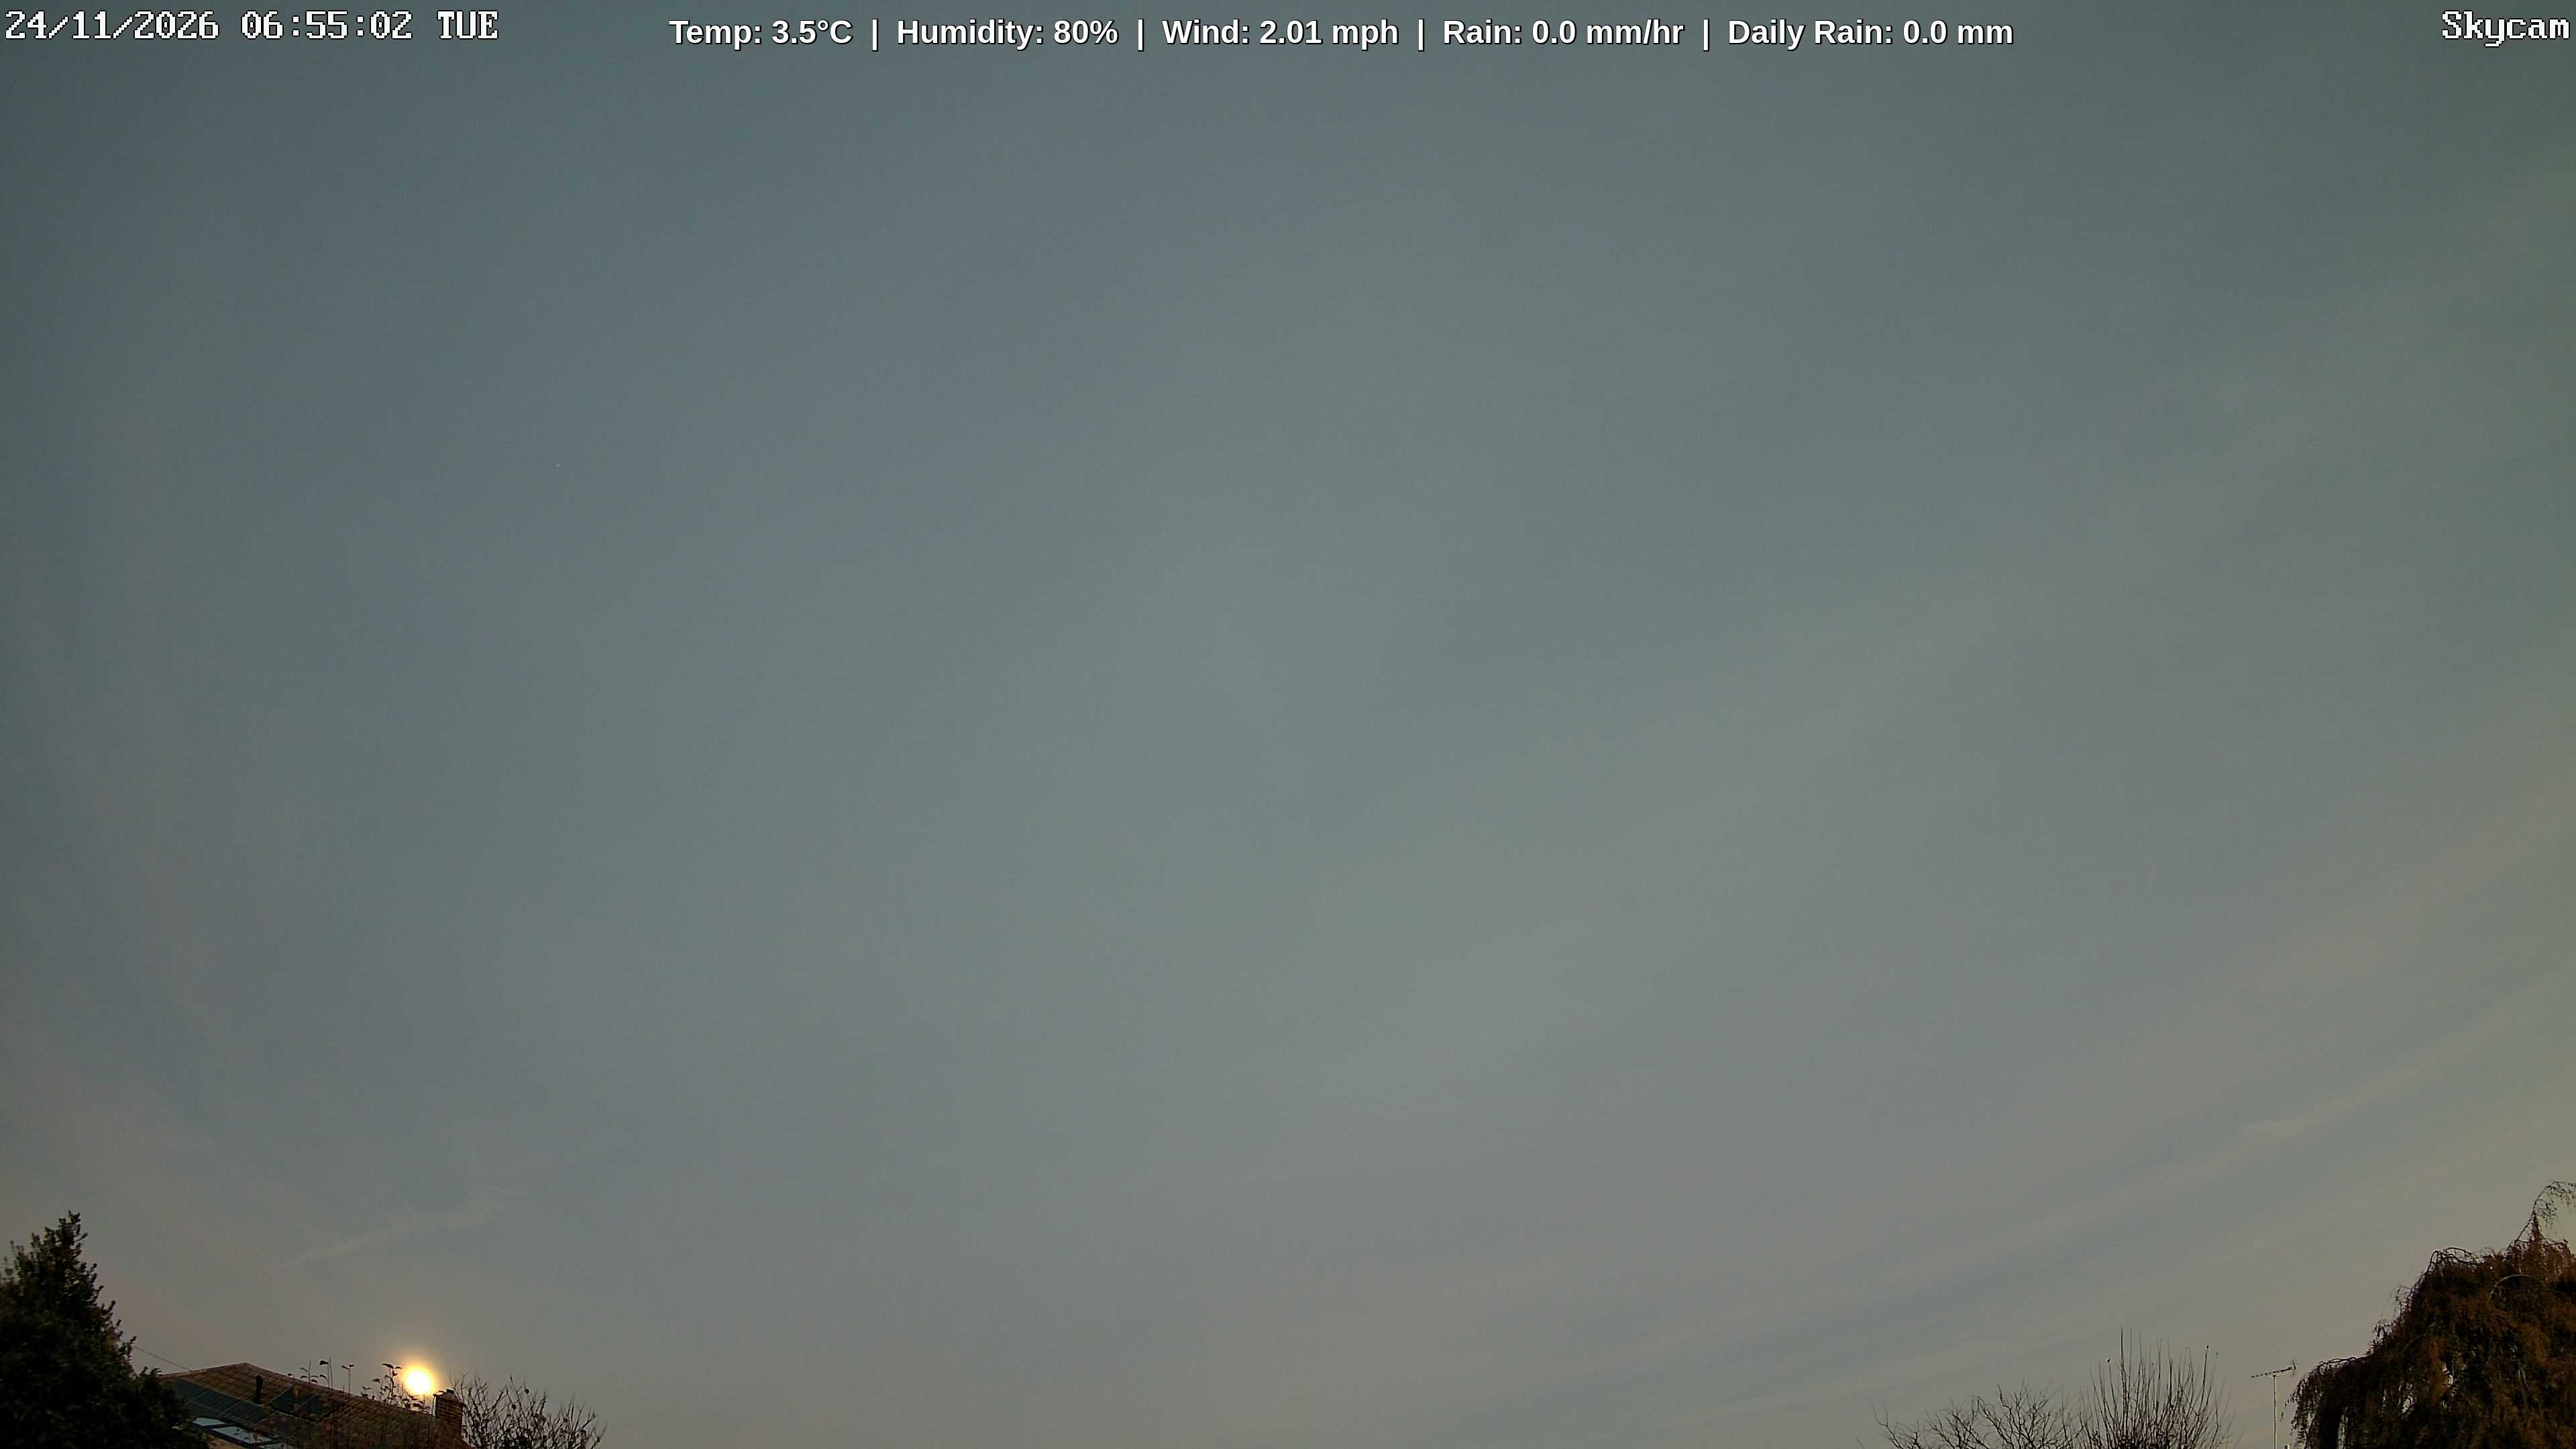 24/11/2026 06:55:02 TUE
Temp: 3.5°C | Humidity: 80% | Wind: 2.01 mph | Rain: 0.0 mm/hr | Daily Rain: 0.0 mm
Skycam